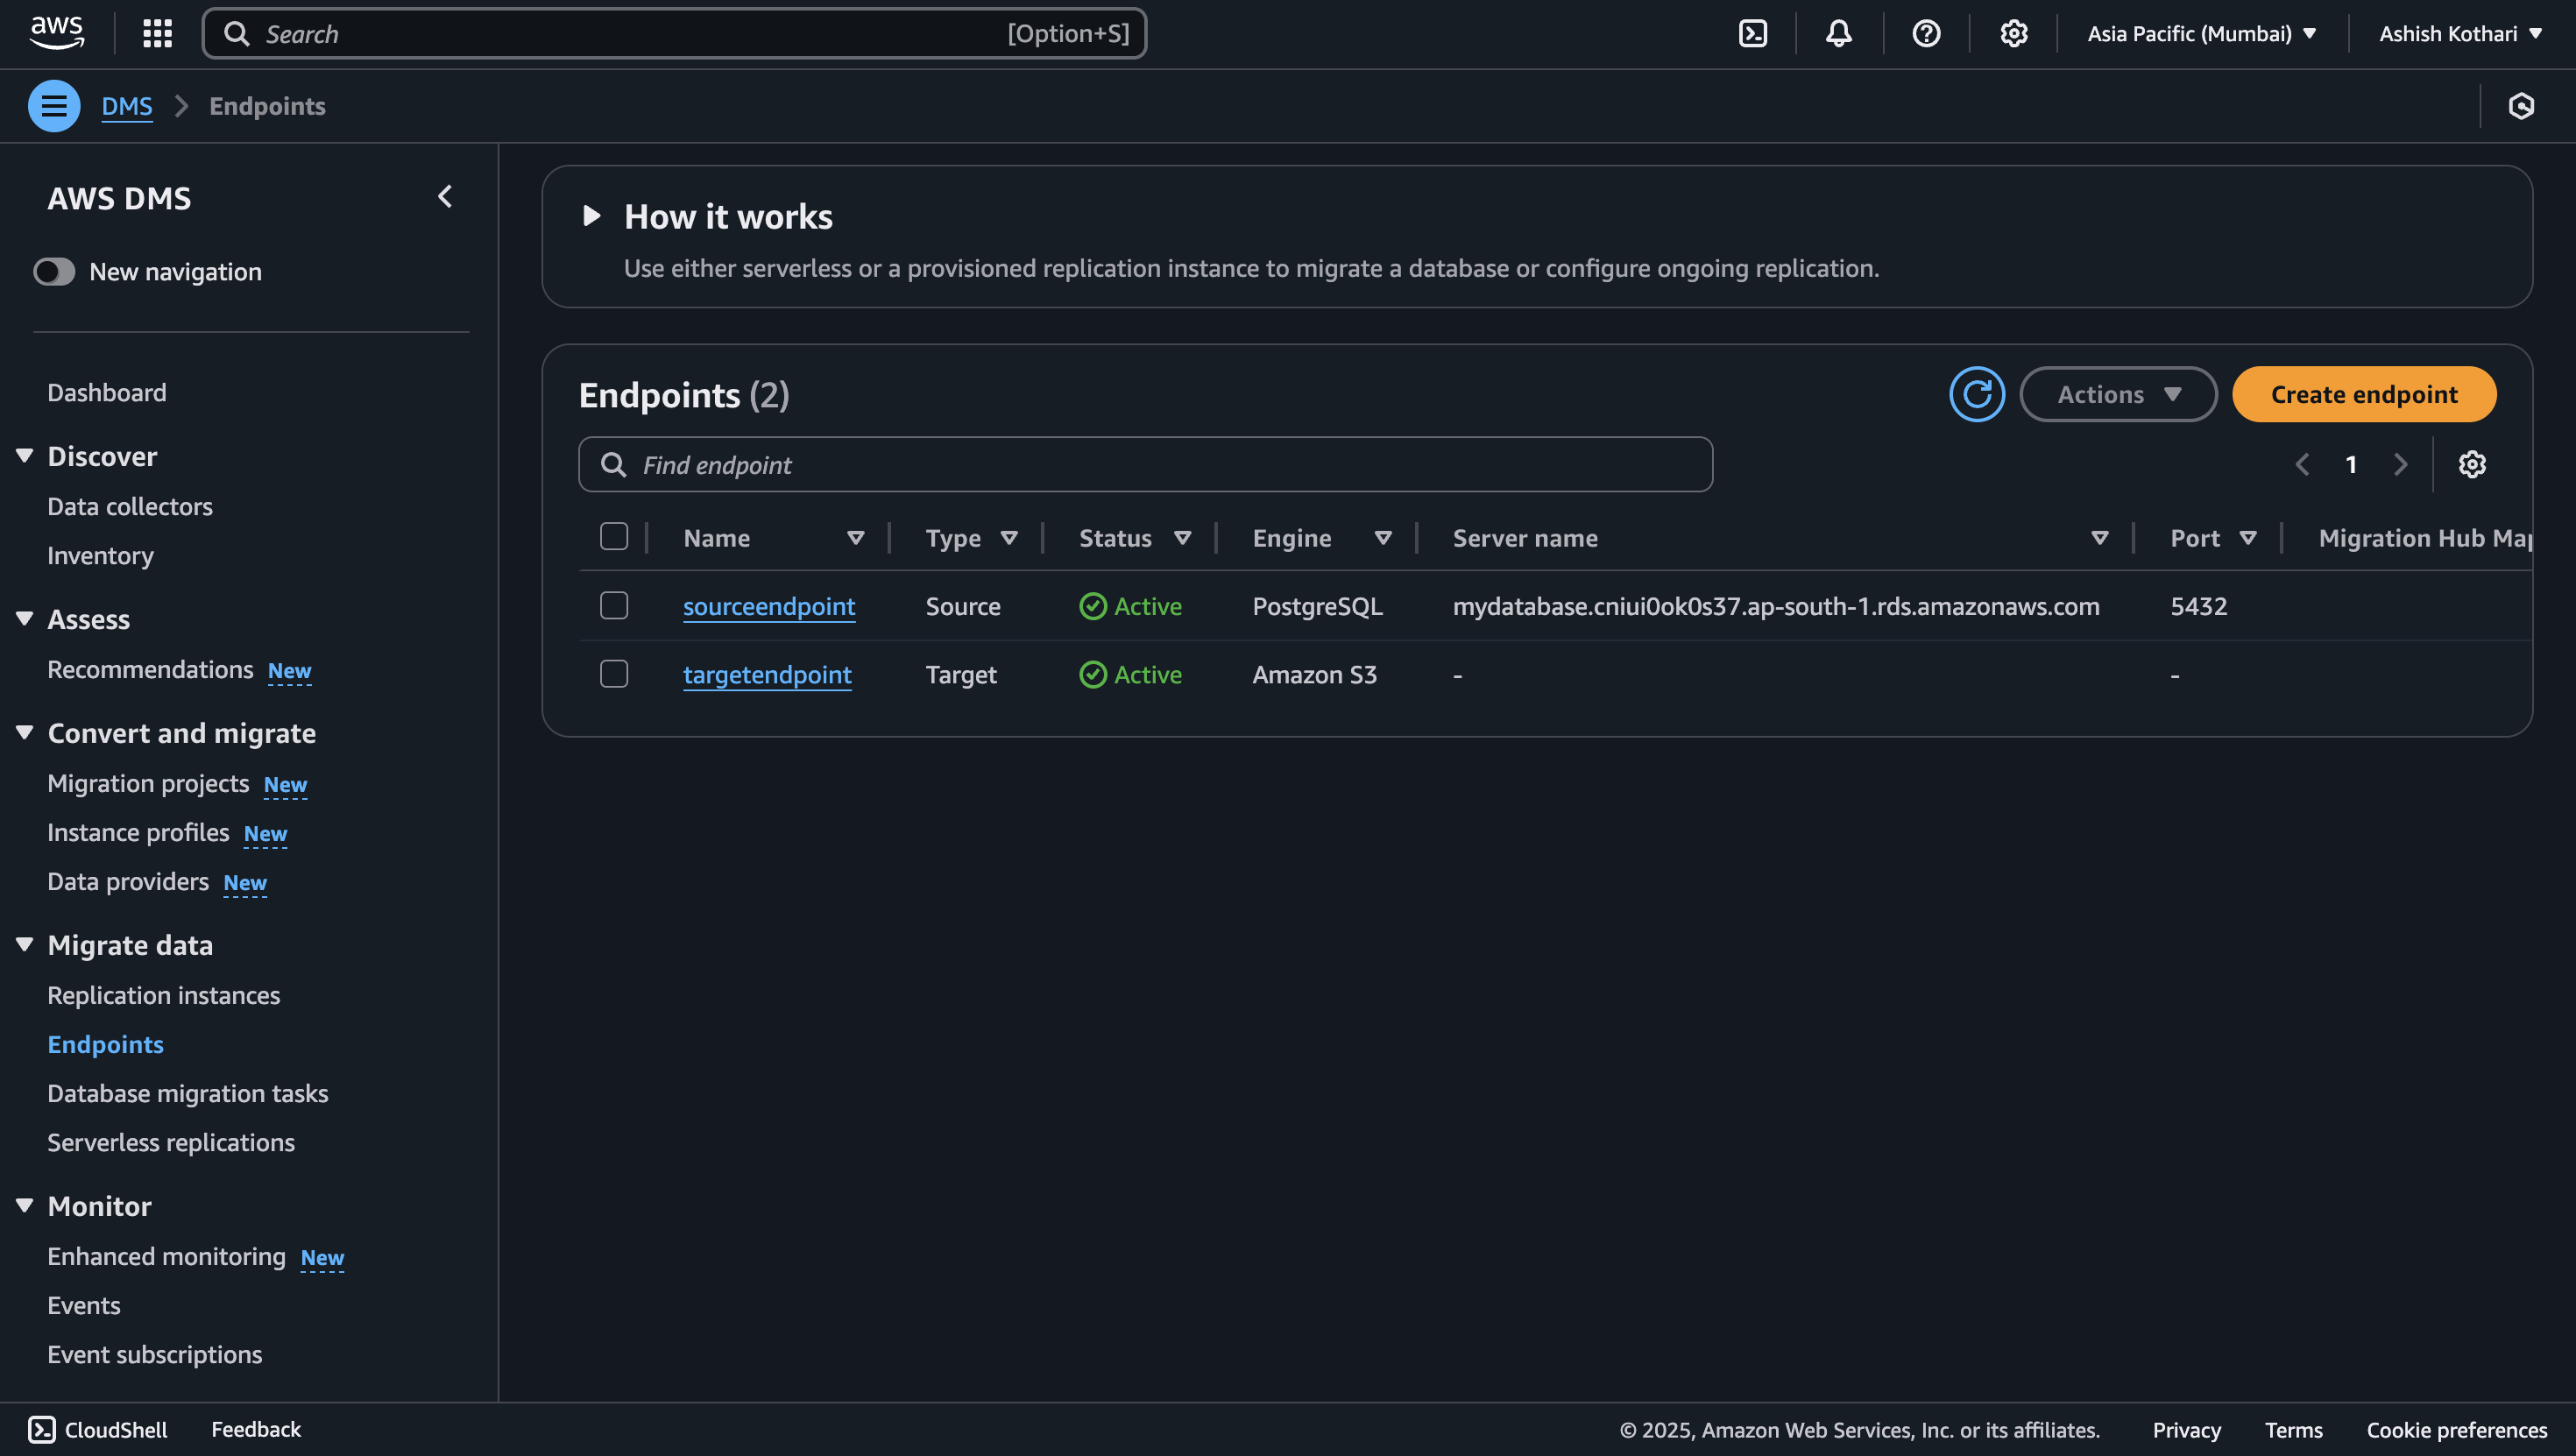 aws
Search
[Option+S]
Asia Pacific (Mumbai)
Ashish Kothari
DMS
Endpoints
AWS DMS
New navigation
Dashboard
Discover
Data collectors
Inventory
Assess
Recommendations New
Convert and migrate
Migration projects New
Instance profiles New
Data providers New
Migrate data
Replication instances
Endpoints
Database migration tasks
Serverless replications
Monitor
Enhanced monitoring New
Events
Event subscriptions
How it works
Use either serverless or a provisioned replication instance to migrate a database or configure ongoing replication.
Endpoints (2)
Actions
Create endpoint
Find endpoint
1
Name Type Status Engine Server name Port Migration Hub Map
sourceendpoint Source Active PostgreSQL mydatabase.cniui0ok0s37.ap-south-1.rds.amazonaws.com 5432
targetendpoint Target Active Amazon S3 - -
CloudShell Feedback © 2025, Amazon Web Services, Inc. or its affiliates. Privacy Terms Cookie preferences